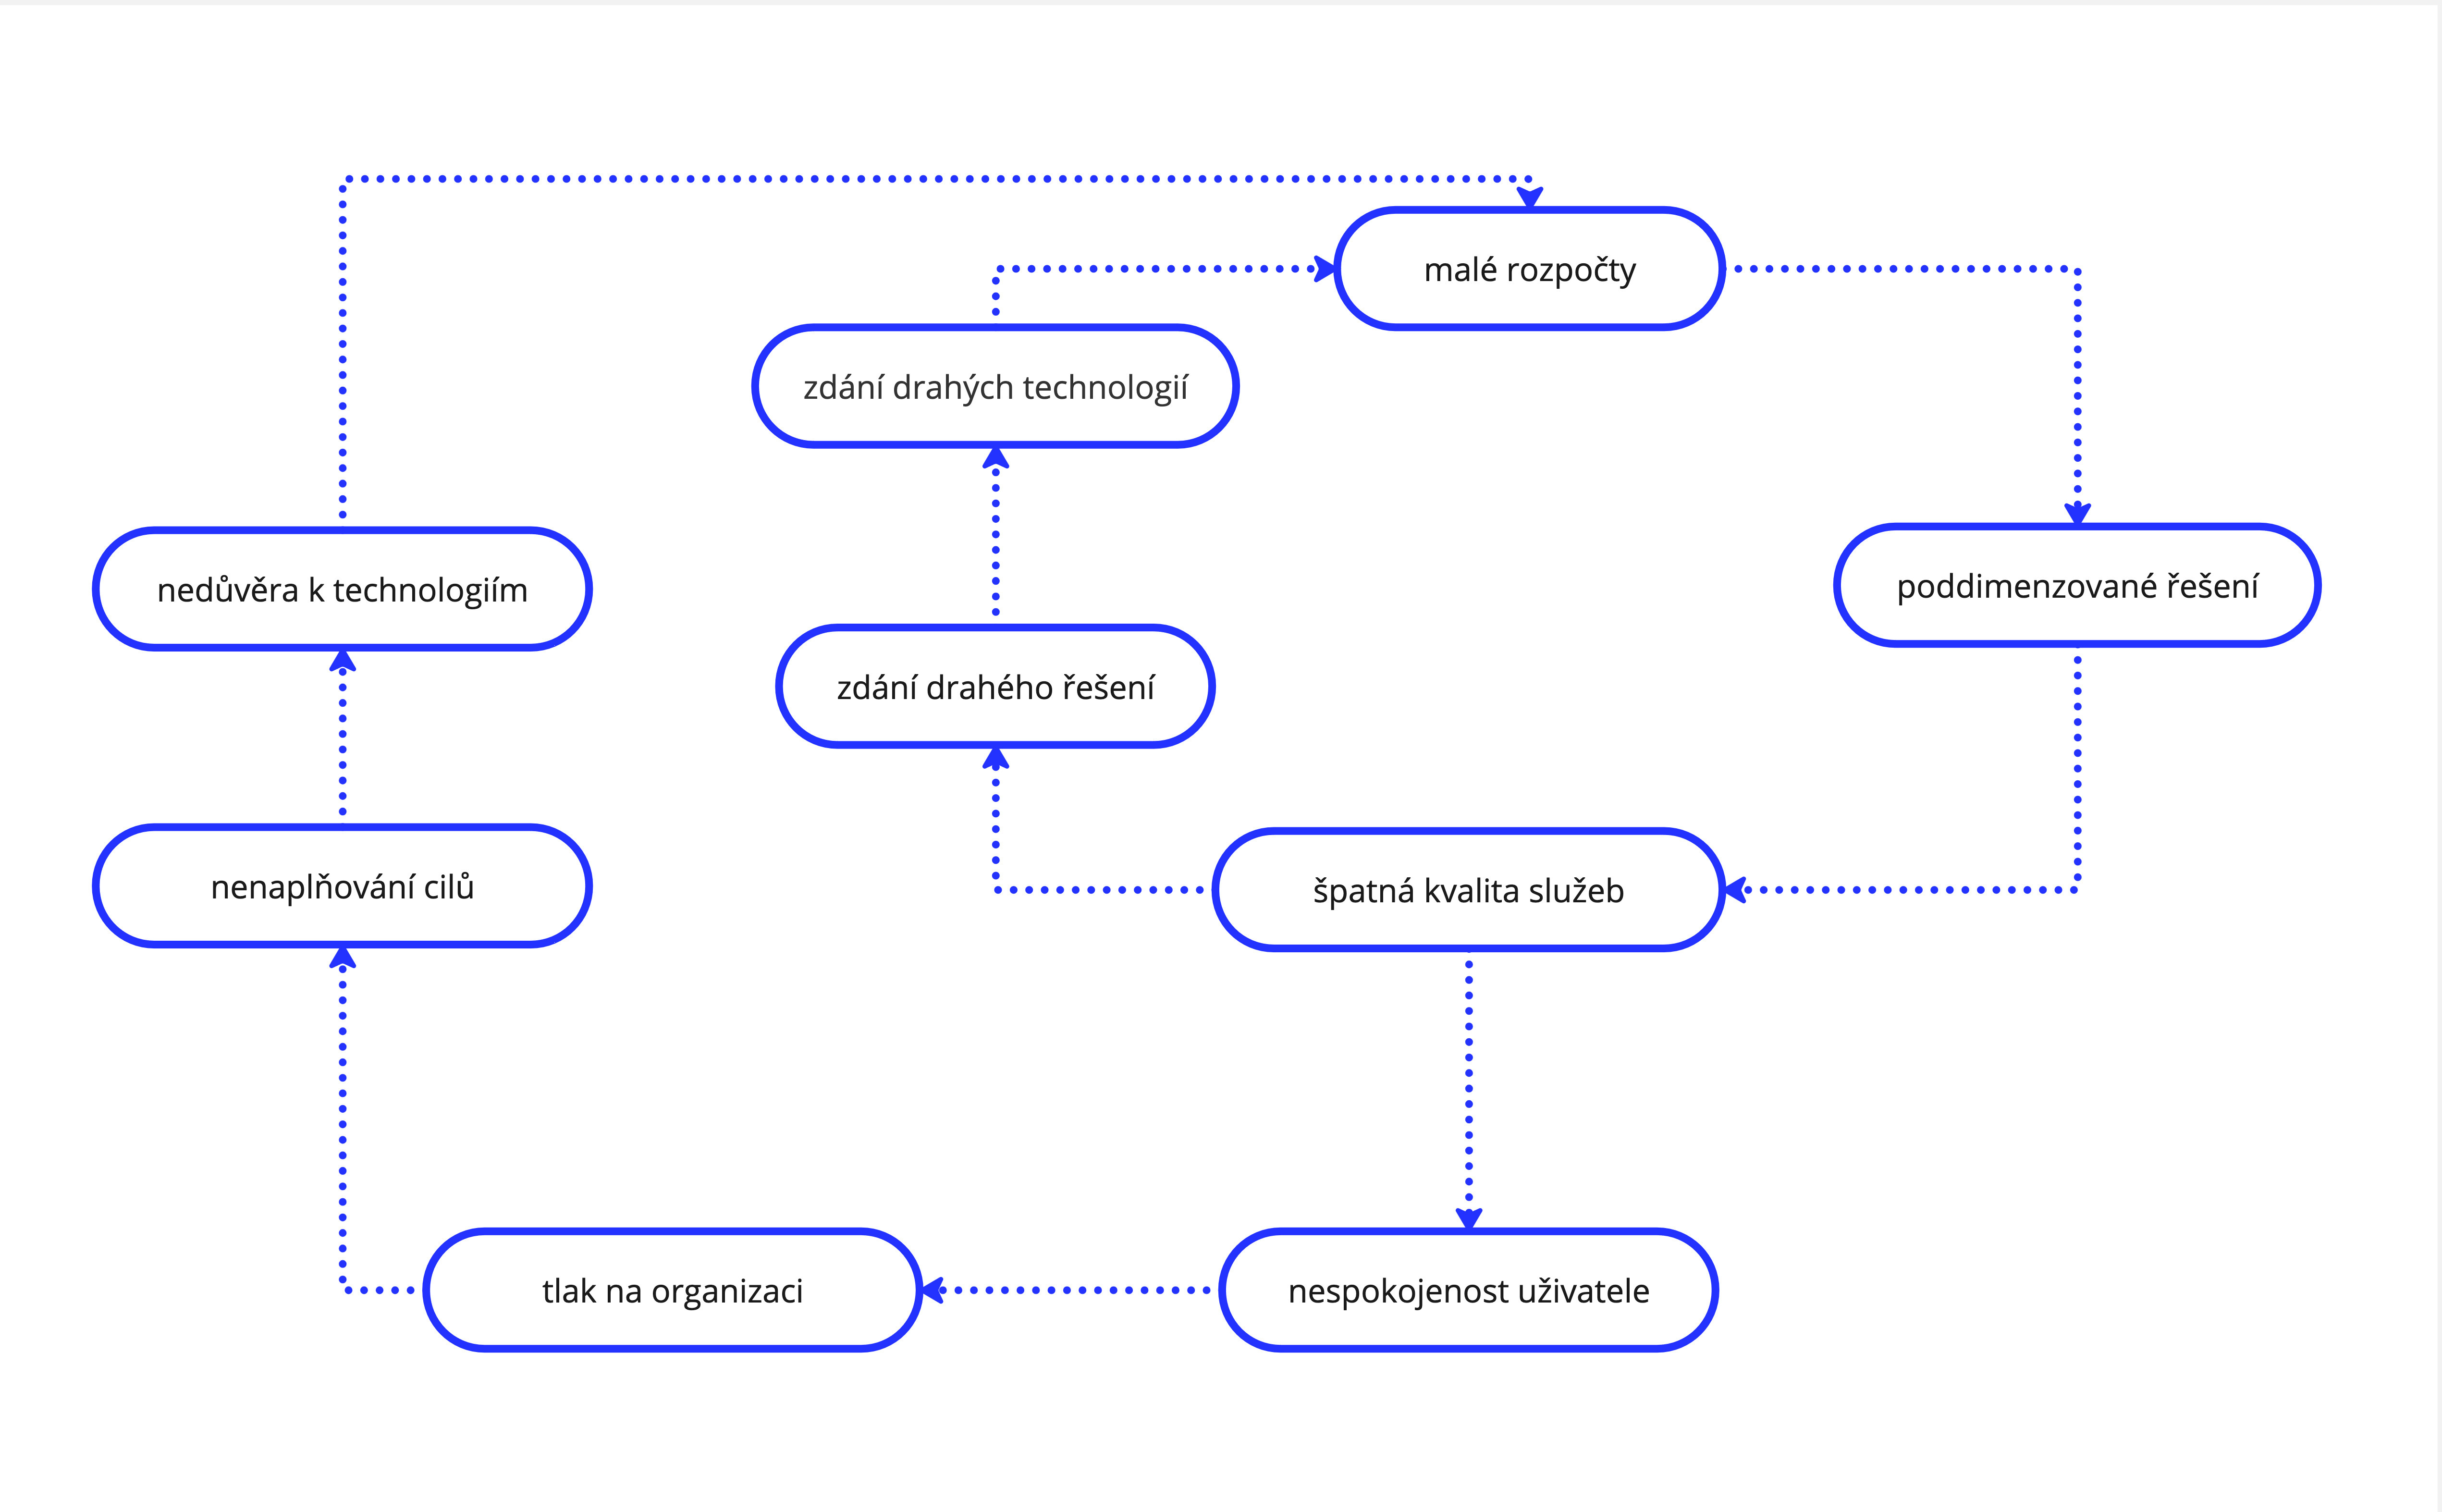 malé rozpočty
zdání drahých technologií
nedůvěra k technologiím
poddimenzované řešení
zdání drahého řešení
nenaplňování cilů
špatná kvalita služeb
tlak na organizaci
nespokojenost uživatele